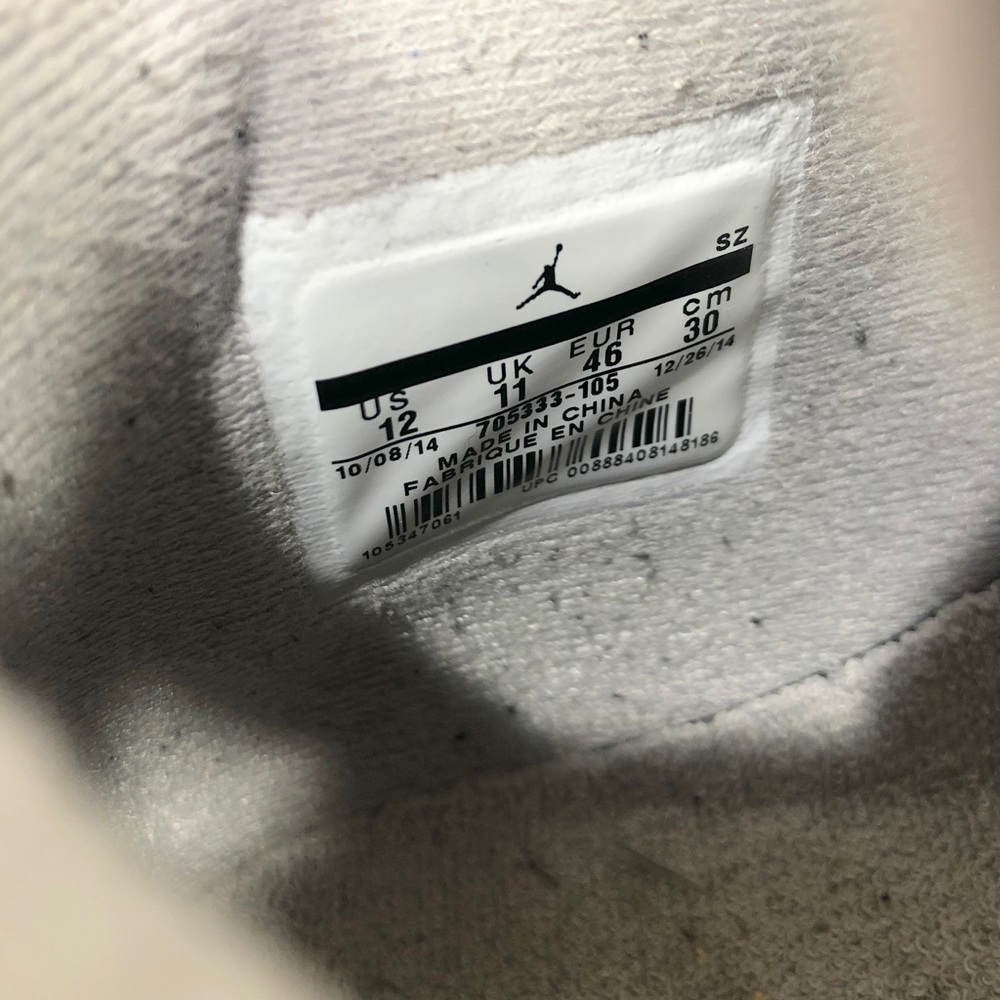 SZ
US UK EUR cm
12 11 46 30
10/08/14 705333-105 12/26/14
MADE IN CHINA
FABRIQUE EN CHINE
105347061 UPC 00888408148186